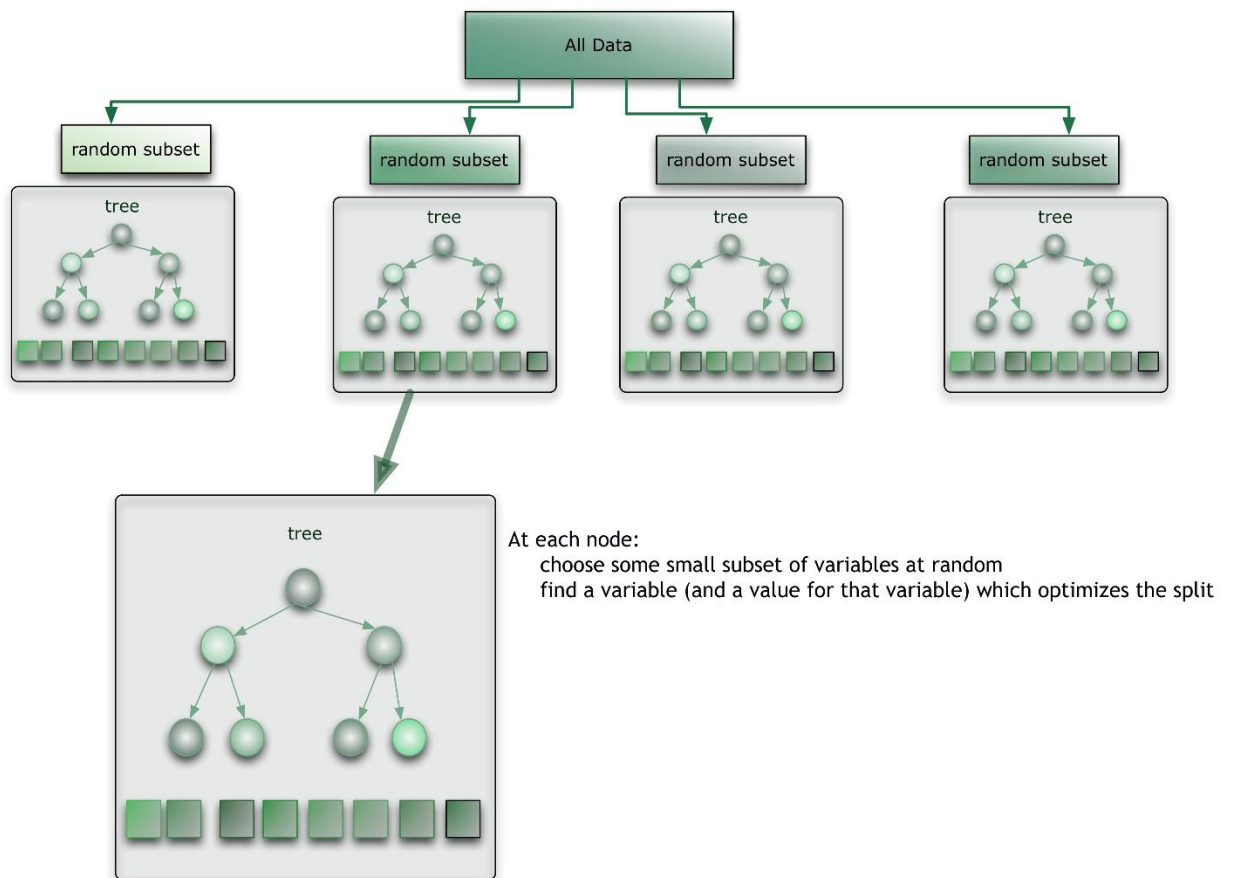 All Data
random subset
random subset
random subset
random subset
tree
tree
tree
tree
tree
At each node:
choose some small subset of variables at random
find a variable (and a value for that variable) which optimizes the split